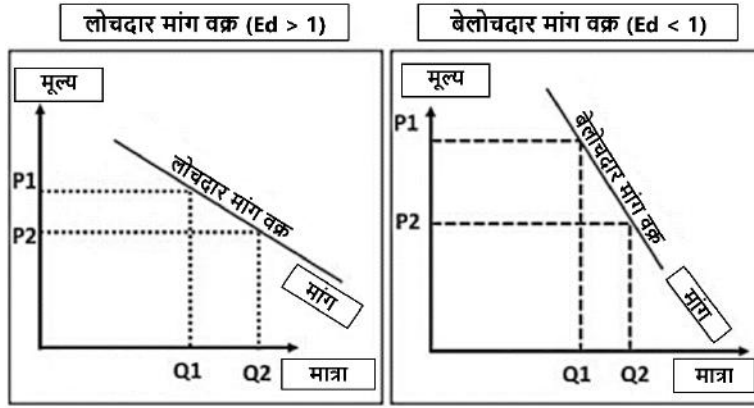 लोचदार मांग वक्र (Ed > 1)
मूल्य
P1
P2
लोचदार मांग वक्र
मांग
Q1
Q2
मात्रा
बेलोचदार मांग वक्र (Ed < 1)
मूल्य
P1
P2
बेलोचदार मांग वक्र
मांग
Q1
Q2
मात्रा